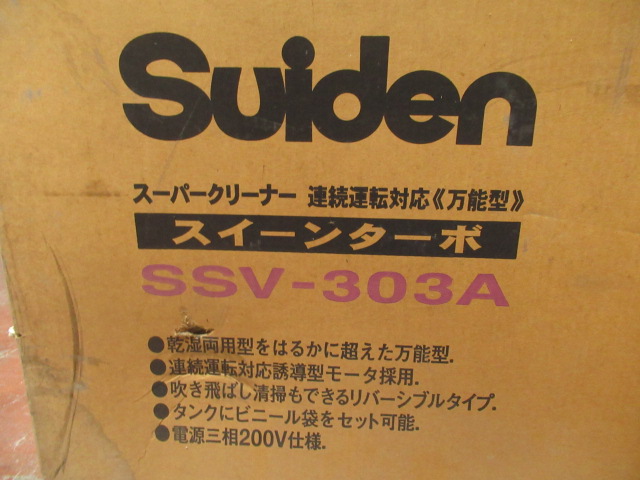 Suiden
スーパークリーナー 連続運転対応《万能型》
スイーンターボ
SSV-303A
●乾湿両用型をはるかに超えた万能型.
●連続運転対応誘導型モータ採用.
●吹き飛ばし清掃もできるリバーシブルタイプ.
●タンクにビニール袋をセット可能.
●電源三相200V仕様.